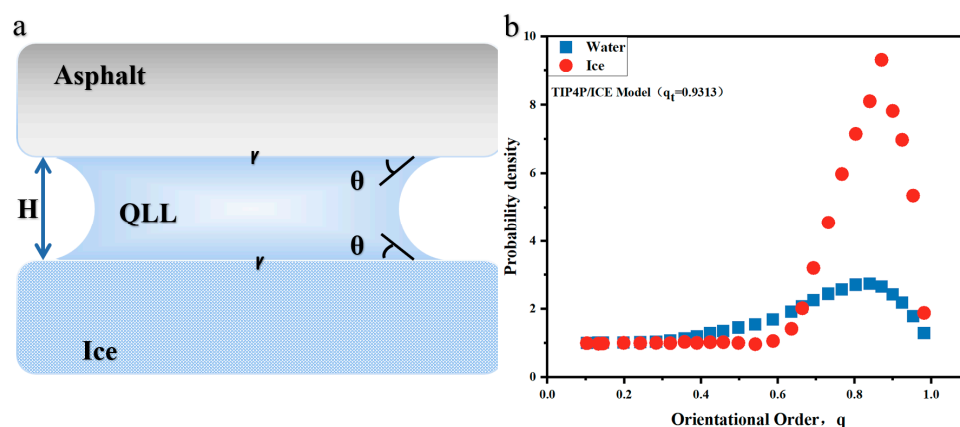 a
Asphalt
γ
θ
H
QLL
θ
γ
Ice
b
Water
Ice
TIP4P/ICE Model（qt=0.9313）
Probability density
10
8
6
4
2
0
0.0 0.2 0.4 0.6 0.8 1.0
Orientational Order，q